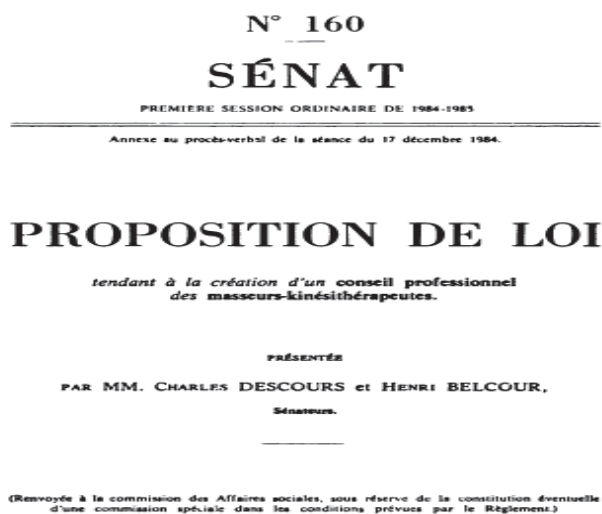 N° 160
SÉNAT
PREMIÈRE SESSION ORDINAIRE DE 1984-1985
Annexe au procès-verbal de la séance du 17 décembre 1984.
PROPOSITION DE LOI
tendant à la création d'un conseil professionnel
des masseurs-kinésithérapeutes.
PRÉSENTÉE
PAR MM. CHARLES DESCOURS et HENRI BELCOUR,
Sénateurs.
(Renvoyée à la commission des Affaires sociales, sous réserve de la constitution éventuelle
d'une commission spéciale dans les conditions prévues par le Règlement.)